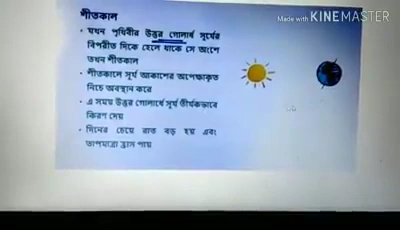 Made with KINEMASTER
শীতকাল
• যখন পৃথিবীর উত্তর গোলার্ধ সূর্যের
বিপরীত দিকে হেলে থাকে সে অংশে
তখন শীতকাল
• শীতকালে সূর্য আকাশের অপেক্ষাকৃত
নিচে অবস্থান করে
• এ সময় উত্তর গোলার্ধে সূর্য তীর্যকভাবে
কিরণ দেয়
• দিনের চেয়ে রাত বড় হয় এবং
তাপমাত্রা হ্রাস পায়